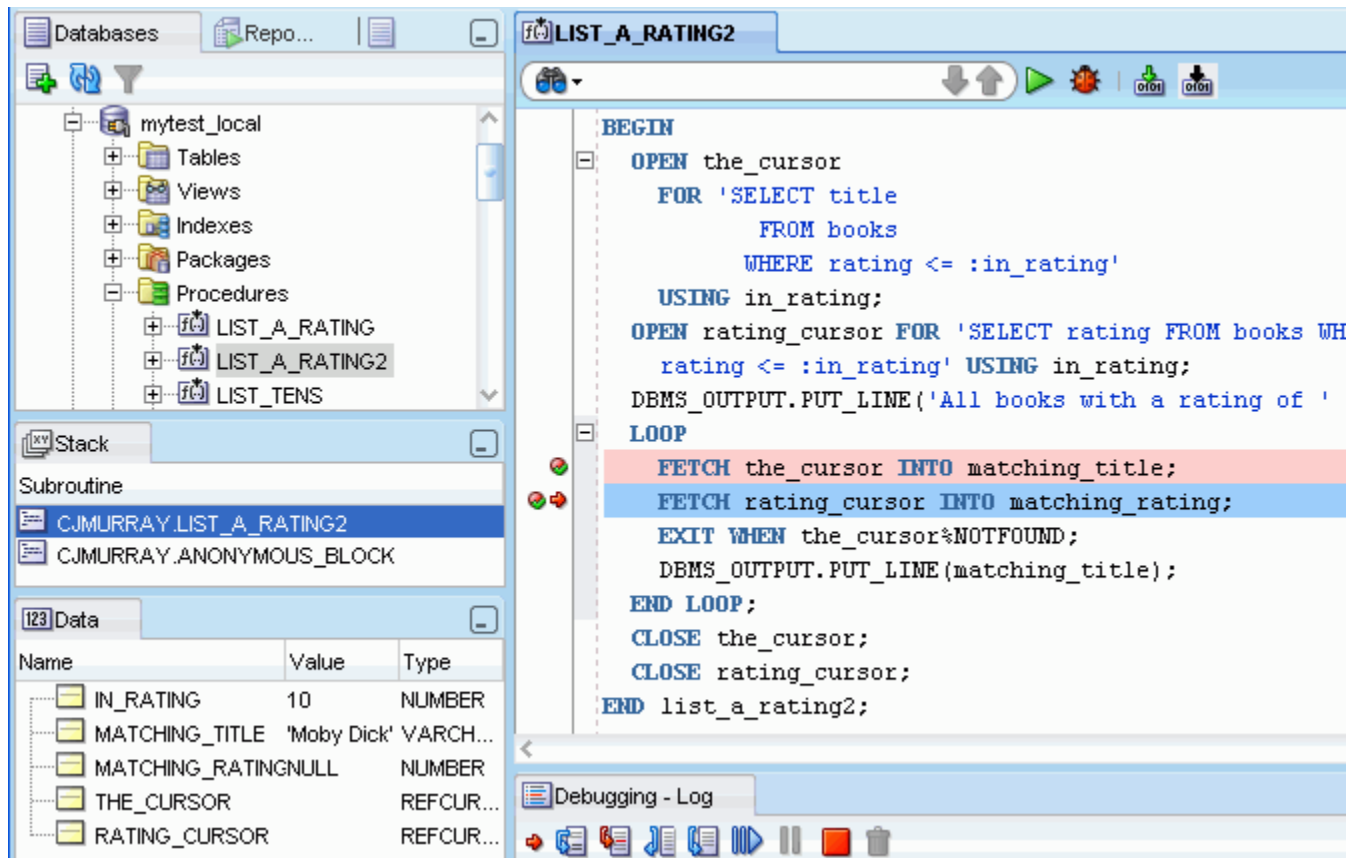 Databases
Repo...
mytest_local
Tables
Views
Indexes
Packages
Procedures
LIST_A_RATING
LIST_A_RATING2
LIST_TENS
Stack
Subroutine
CJMURRAY.LIST_A_RATING2
CJMURRAY.ANONYMOUS_BLOCK
Data
Name Value Type
IN_RATING 10 NUMBER
MATCHING_TITLE 'Moby Dick' VARCH...
MATCHING_RATING NULL NUMBER
THE_CURSOR REFCUR...
RATING_CURSOR REFCUR...
LIST_A_RATING2
BEGIN
OPEN the_cursor
FOR 'SELECT title
FROM books
WHERE rating <= :in_rating'
USING in_rating;
OPEN rating_cursor FOR 'SELECT rating FROM books WH
rating <= :in_rating' USING in_rating;
DBMS_OUTPUT.PUT_LINE('All books with a rating of '
LOOP
FETCH the_cursor INTO matching_title;
FETCH rating_cursor INTO matching_rating;
EXIT WHEN the_cursor%NOTFOUND;
DBMS_OUTPUT.PUT_LINE(matching_title);
END LOOP;
CLOSE the_cursor;
CLOSE rating_cursor;
END list_a_rating2;
Debugging - Log